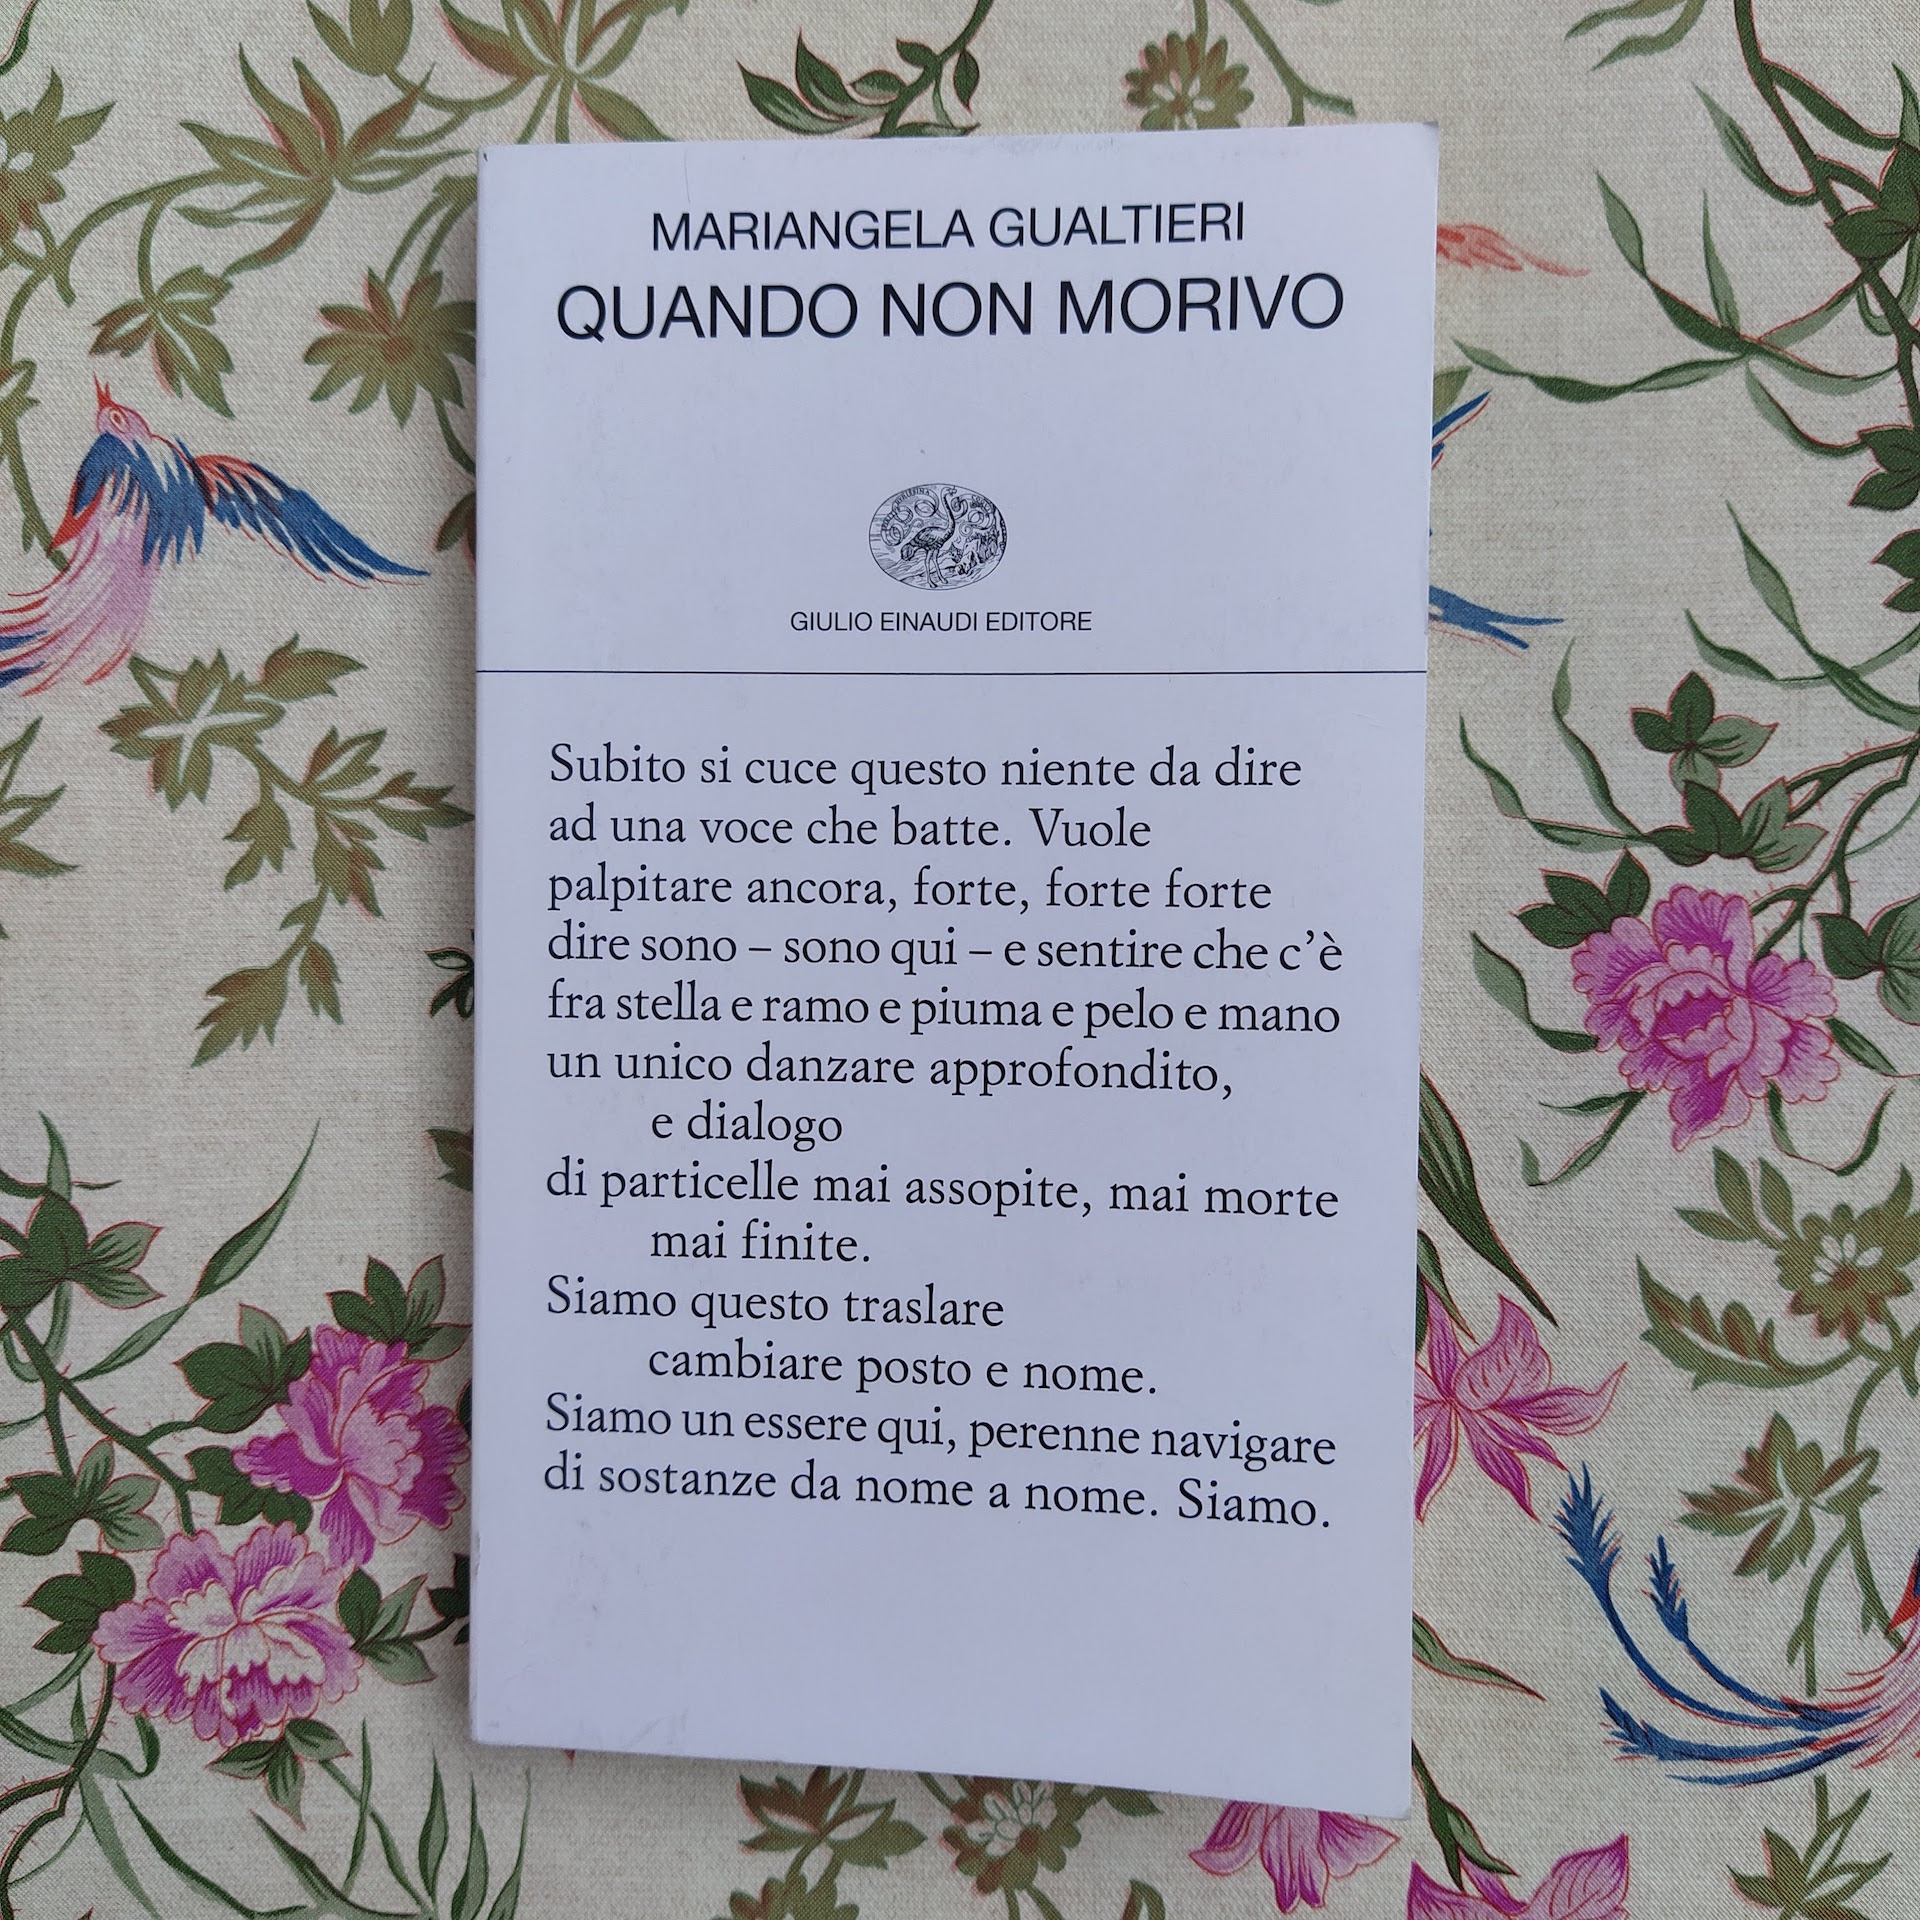 MARIANGELA GUALTIERI
QUANDO NON MORIVO
GIULIO EINAUDI EDITORE
Subito si cuce questo niente da dire
ad una voce che batte. Vuole
palpitare ancora, forte, forte forte
dire sono – sono qui – e sentire che c’è
fra stella e ramo e piuma e pelo e mano
un unico danzare approfondito,
e dialogo
di particelle mai assopite, mai morte
mai finite.
Siamo questo traslare
cambiare posto e nome.
Siamo un essere qui, perenne navigare
di sostanze da nome a nome. Siamo.